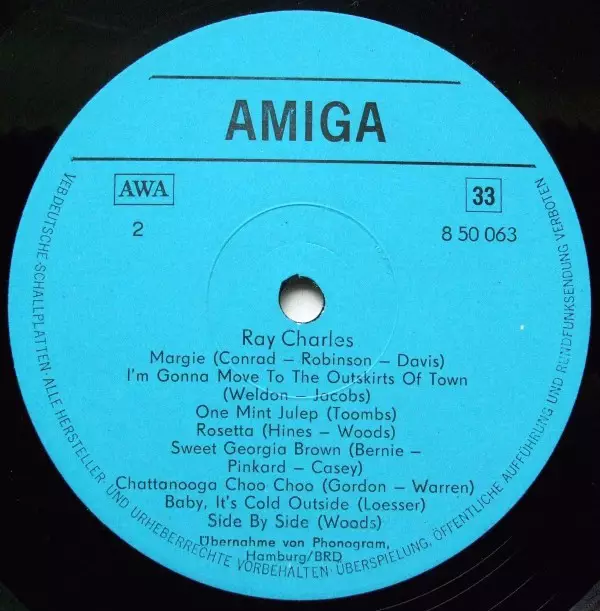 AMIGA
AWA
33
2
8 50 063
Ray Charles
Margie (Conrad – Robinson – Davis)
I'm Gonna Move To The Outskirts Of Town
(Weldon – Jacobs)
One Mint Julep (Toombs)
Rosetta (Hines – Woods)
Sweet Georgia Brown (Bernie –
Pinkard – Casey)
Chattanooga Choo Choo (Gordon – Warren)
Baby, It's Cold Outside (Loesser)
Side By Side (Woods)
Übernahme von Phonogram,
Hamburg/BRD
VEB DEUTSCHE SCHALLPLATTEN · ALLE HERSTELLER- UND URHEBERRECHTE VORBEHALTEN · ÜBERSPIELUNG, ÖFFENTLICHE AUFFÜHRUNG UND RUNDFUNKSENDUNG VERBOTEN